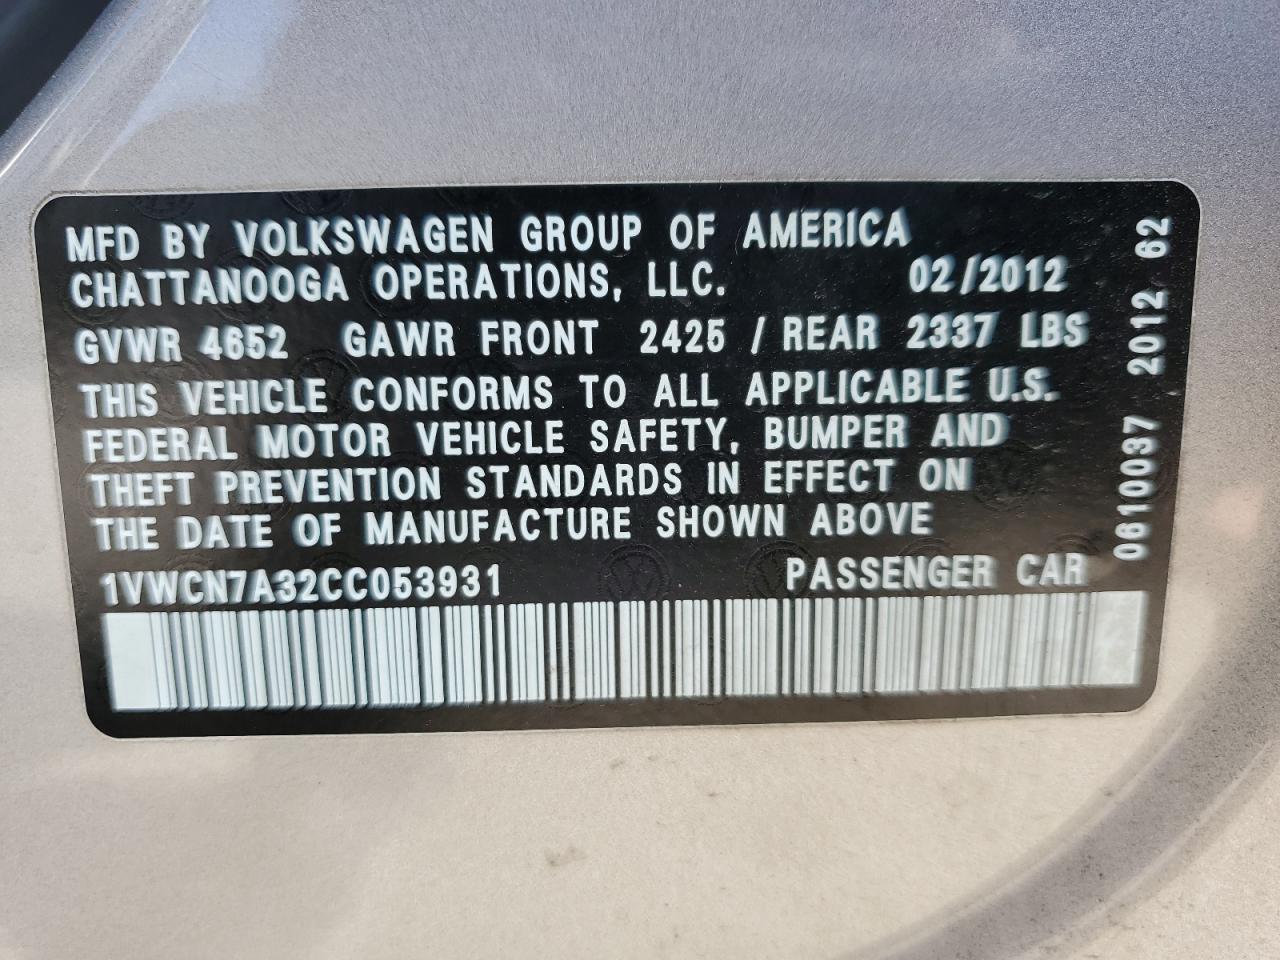 MFD BY VOLKSWAGEN GROUP OF AMERICA
CHATTANOOGA OPERATIONS, LLC. 02/2012
GVWR 4652 GAWR FRONT 2425 / REAR 2337 LBS
THIS VEHICLE CONFORMS TO ALL APPLICABLE U.S.
FEDERAL MOTOR VEHICLE SAFETY, BUMPER AND
THEFT PREVENTION STANDARDS IN EFFECT ON
THE DATE OF MANUFACTURE SHOWN ABOVE
1VWCN7A32CC053931 PASSENGER CAR
0610037 2012 62